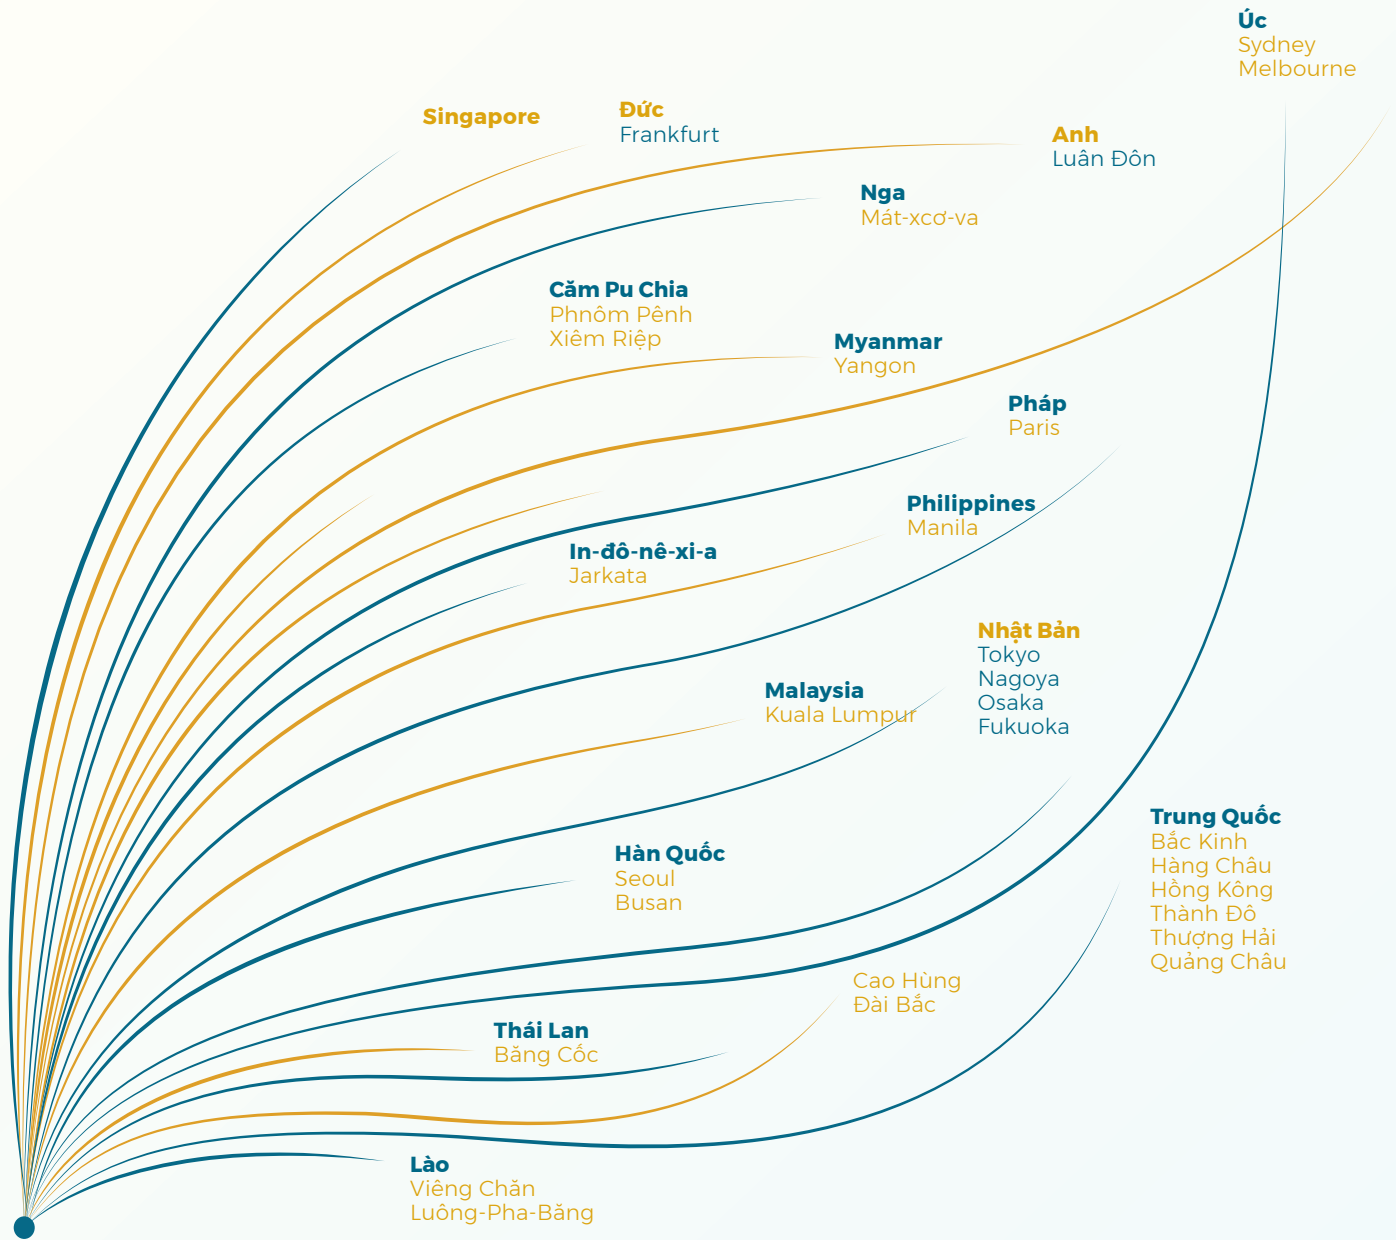 Úc
Sydney
Melbourne
Singapore
Đức
Frankfurt
Anh
Luân Đôn
Nga
Mát-xcơ-va
Căm Pu Chia
Phnôm Pênh
Xiêm Riệp
Myanmar
Yangon
Pháp
Paris
Philippines
Manila
In-đô-nê-xi-a
Jarkata
Nhật Bản
Tokyo
Nagoya
Osaka
Fukuoka
Malaysia
Kuala Lumpur
Trung Quốc
Bắc Kinh
Hàng Châu
Hồng Kông
Thành Đô
Thượng Hải
Quảng Châu
Hàn Quốc
Seoul
Busan
Cao Hùng
Đài Bắc
Thái Lan
Băng Cốc
Lào
Viêng Chăn
Luông-Pha-Băng